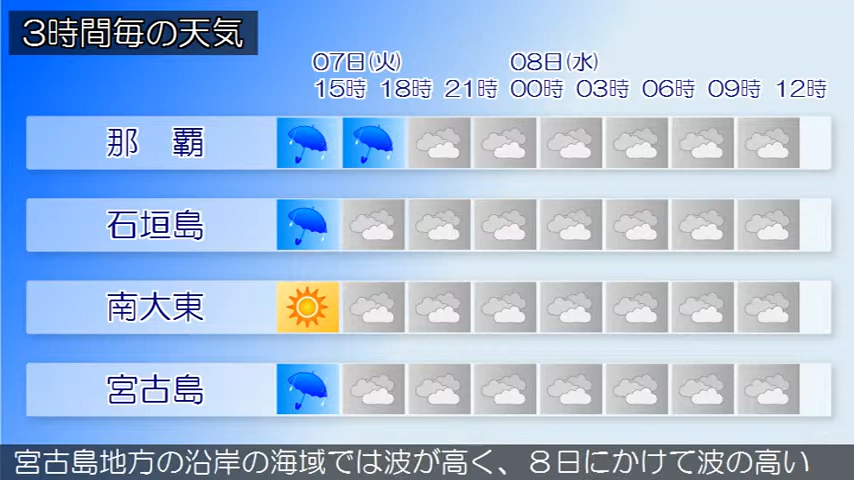 3時間毎の天気
07日(火) 08日(水)
15時 18時 21時 00時 03時 06時 09時 12時
那　覇
石垣島
南大東
宮古島
宮古島地方の沿岸の海域では波が高く、８日にかけて波の高い